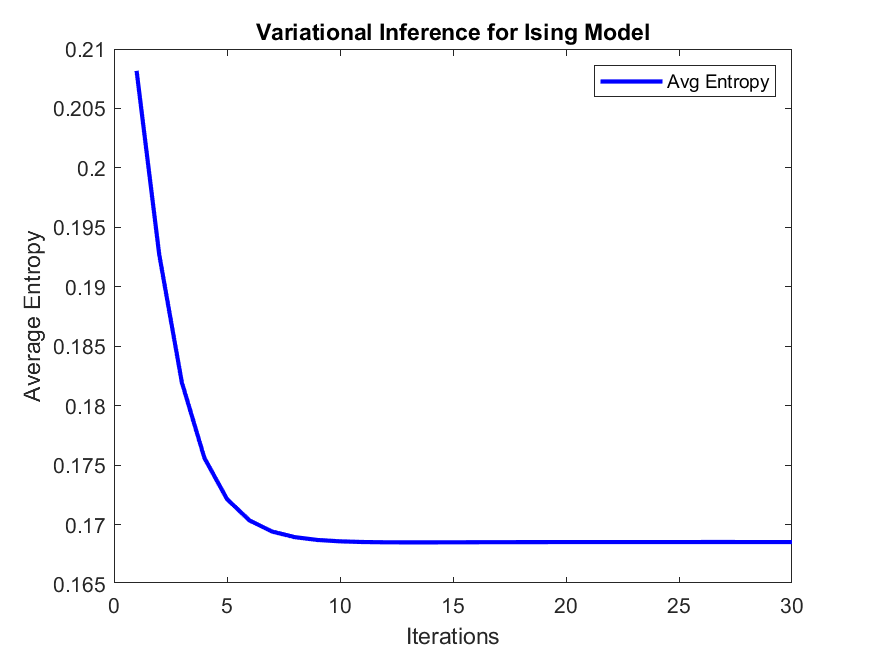 Variational Inference for Ising Model
Avg Entropy
Average Entropy
0.21
0.205
0.2
0.195
0.19
0.185
0.18
0.175
0.17
0.165
0 5 10 15 20 25 30
Iterations